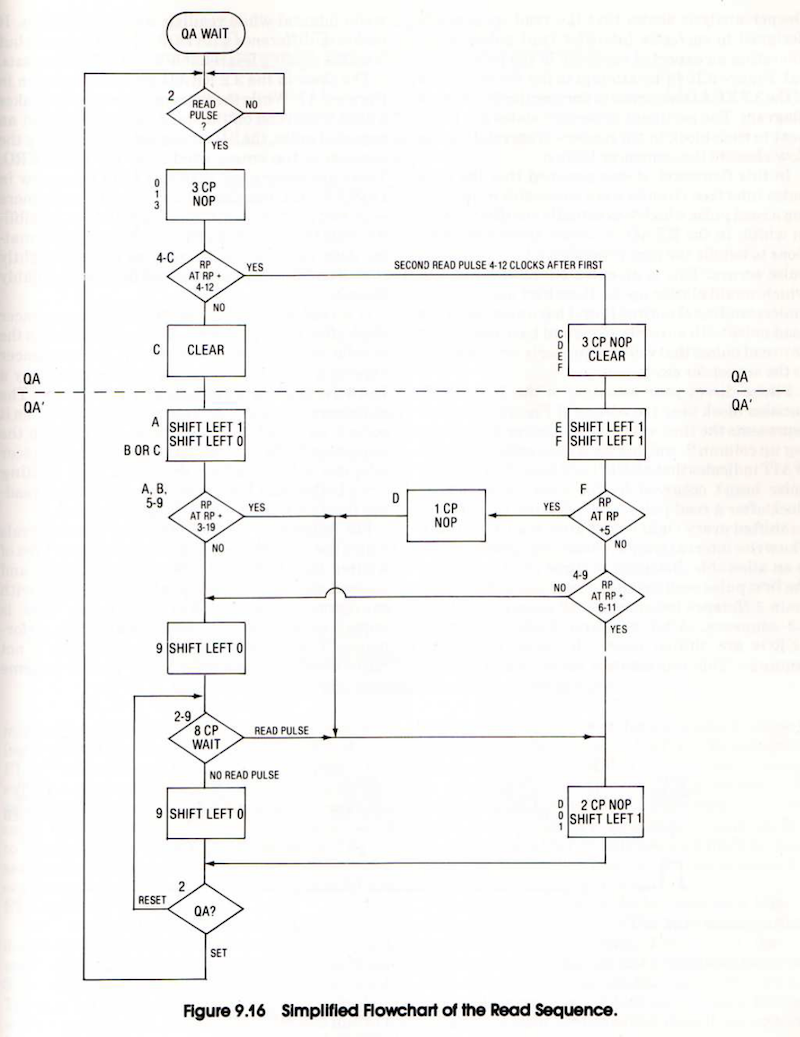 QA WAIT
2
READ
PULSE
?
NO
YES
0
1
3
3 CP
NOP
4-C
RP
AT RP +
4-12
YES
SECOND READ PULSE 4-12 CLOCKS AFTER FIRST
NO
C
CLEAR
C
D
E
F
3 CP NOP
CLEAR
QA
QA
QA'
QA'
A
B OR C
SHIFT LEFT 1
SHIFT LEFT 0
E
F
SHIFT LEFT 1
SHIFT LEFT 1
A, B,
5-9
RP
AT RP +
3-19
YES
NO
D
1 CP
NOP
YES
F
RP
AT RP
+5
NO
4-9
NO
RP
AT RP +
6-11
YES
9
SHIFT LEFT 0
2-9
8 CP
WAIT
READ PULSE
NO READ PULSE
9
SHIFT LEFT 0
D
0
1
2 CP NOP
SHIFT LEFT 1
2
RESET
QA?
SET
Figure 9.16 Simplified Flowchart of the Read Sequence.